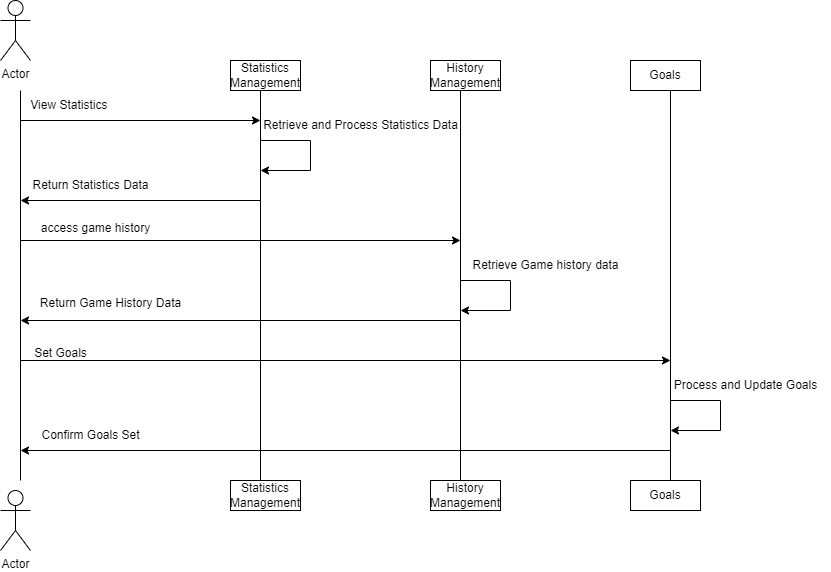 Actor
Statistics
Management
History
Management
Goals
View Statistics
Retrieve and Process Statistics Data
Return Statistics Data
access game history
Retrieve Game history data
Return Game History Data
Set Goals
Process and Update Goals
Confirm Goals Set
Statistics
Management
History
Management
Goals
Actor